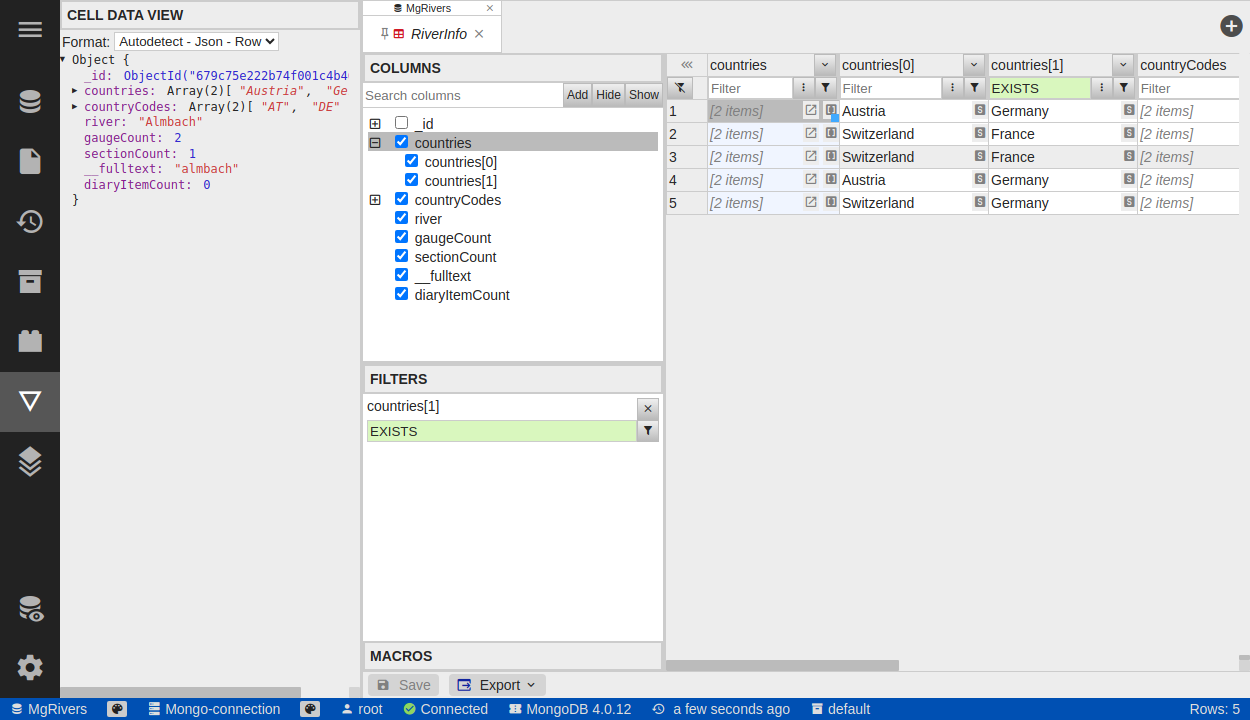 CELL DATA VIEW
Format: Autodetect - Json - Row
Object {
_id: ObjectId("679c75e222b74f001c4b4
countries: Array(2)[ "Austria", "Ge
countryCodes: Array(2)[ "AT", "DE"
river: "Almbach"
gaugeCount: 2
sectionCount: 1
__fulltext: "almbach"
diaryItemCount: 0
}
MgRivers
RiverInfo
COLUMNS
Search columns Add Hide Show
_id
countries
countries[0]
countries[1]
countryCodes
river
gaugeCount
sectionCount
__fulltext
diaryItemCount
FILTERS
countries[1]
EXISTS
MACROS
countries countries[0] countries[1] countryCodes
Filter Filter EXISTS Filter
1 [2 items] Austria Germany [2 items]
2 [2 items] Switzerland France [2 items]
3 [2 items] Switzerland France [2 items]
4 [2 items] Austria Germany [2 items]
5 [2 items] Switzerland Germany [2 items]
Save Export
MgRivers Mongo-connection root Connected MongoDB 4.0.12 a few seconds ago default Rows: 5